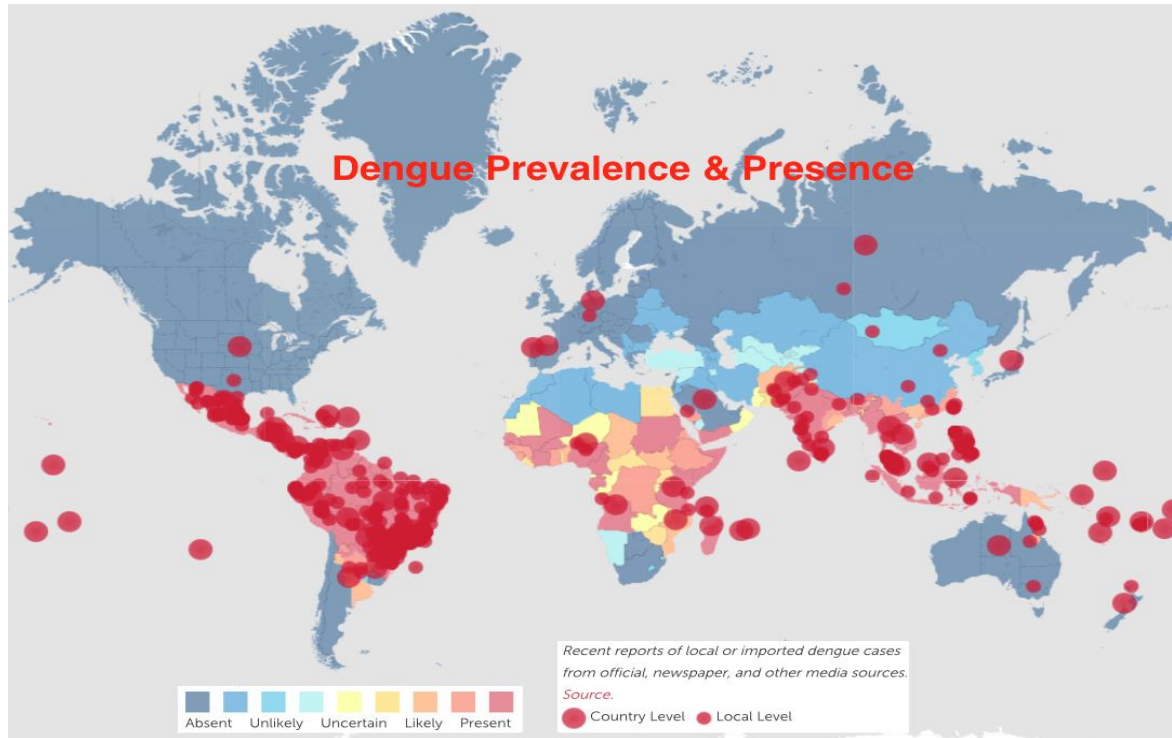 Dengue Prevalence & Presence
Recent reports of local or imported dengue cases
from official, newspaper, and other media sources.
Source.
Country Level Local Level
Absent Unlikely Uncertain Likely Present